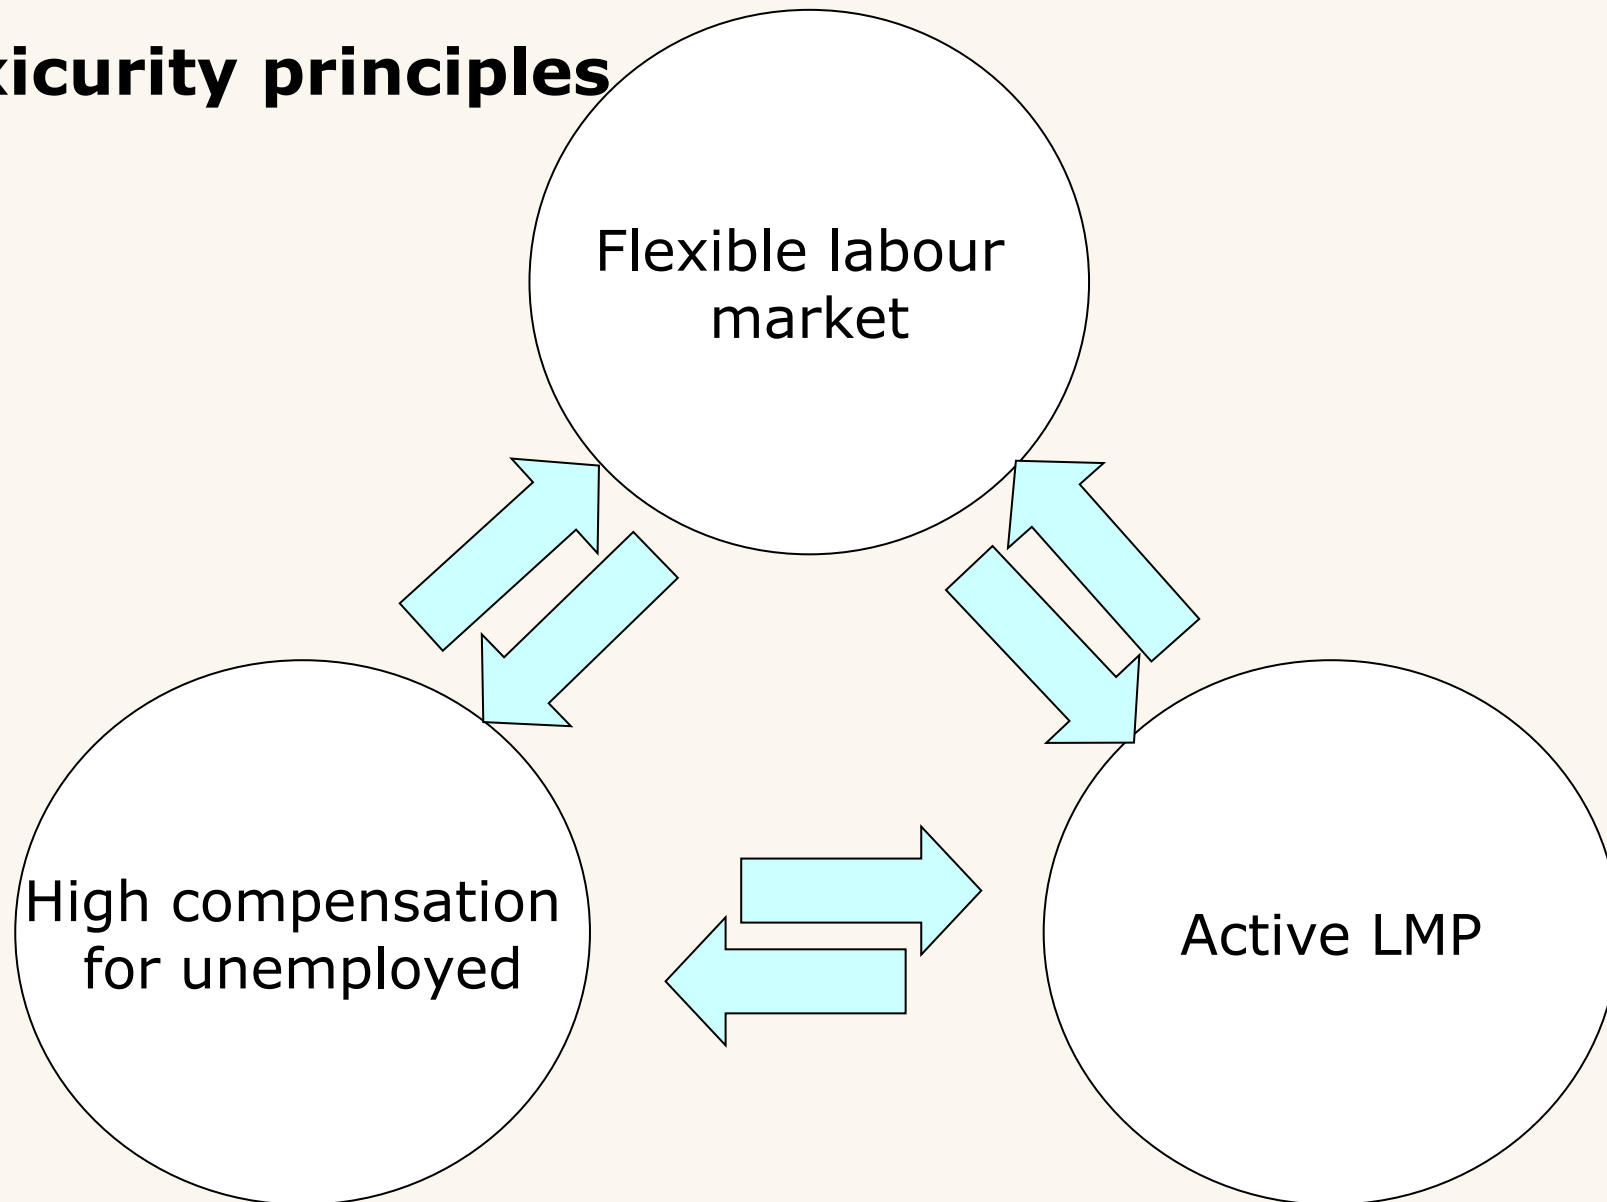 xicurity principles
Flexible labour
market
High compensation
for unemployed
Active LMP